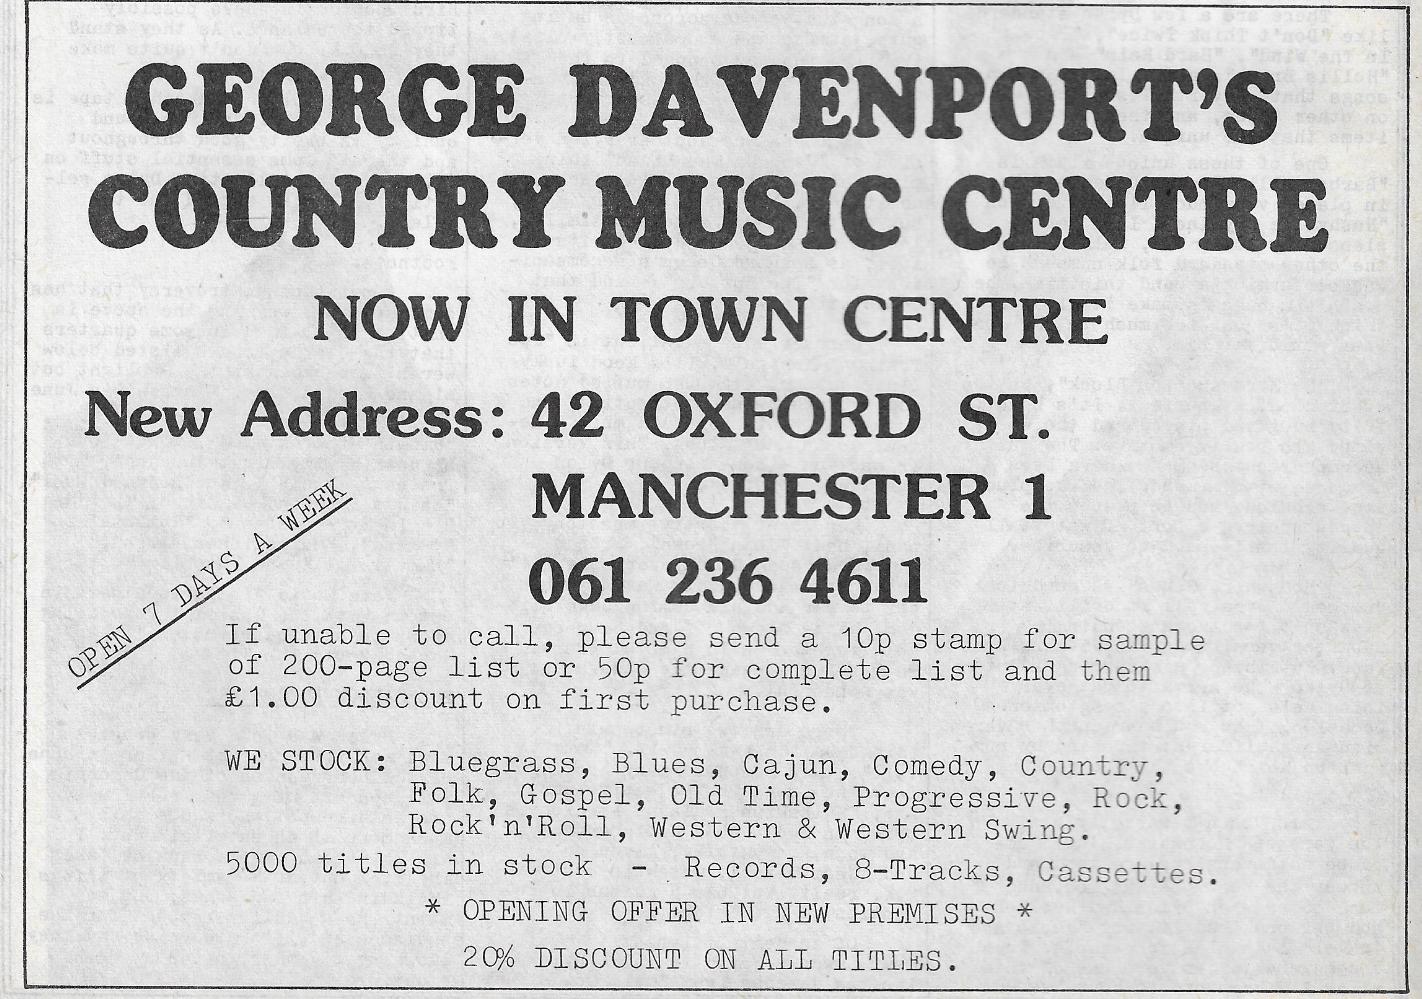 GEORGE DAVENPORT'S
COUNTRY MUSIC CENTRE
NOW IN TOWN CENTRE
New Address: 42 OXFORD ST.
MANCHESTER 1
061 236 4611
OPEN 7 DAYS A WEEK
If unable to call, please send a 10p stamp for sample
of 200-page list or 50p for complete list and them
£1.00 discount on first purchase.
WE STOCK: Bluegrass, Blues, Cajun, Comedy, Country,
Folk, Gospel, Old Time, Progressive, Rock,
Rock'n'Roll, Western & Western Swing.
5000 titles in stock - Records, 8-Tracks, Cassettes.
* OPENING OFFER IN NEW PREMISES *
20% DISCOUNT ON ALL TITLES.